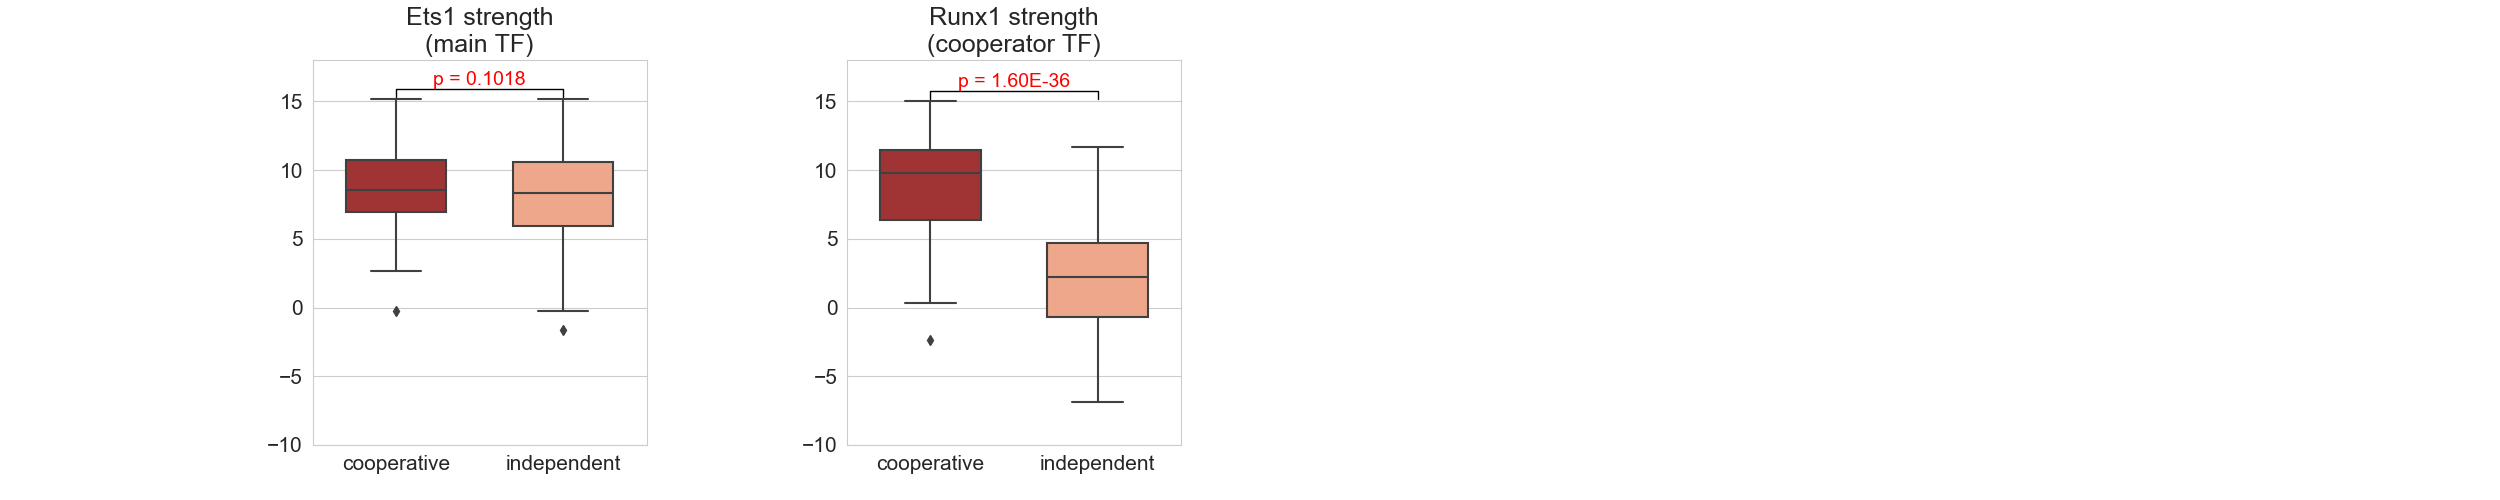 Ets1 strength
(main TF)
p = 0.1018
15
10
5
0
−5
−10
cooperative
independent
Runx1 strength
(cooperator TF)
p = 1.60E-36
15
10
5
0
−5
−10
cooperative
independent